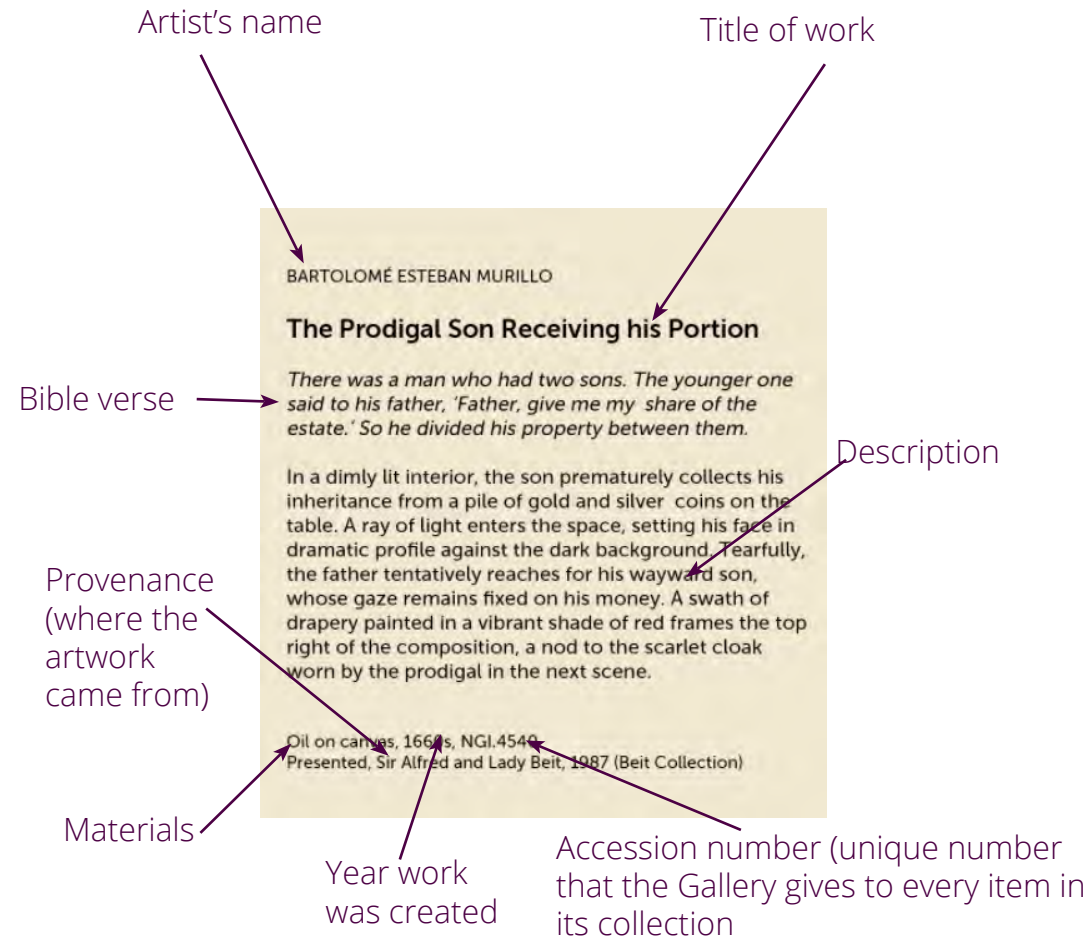 Artist's name
Title of work
BARTOLOMÉ ESTEBAN MURILLO
The Prodigal Son Receiving his Portion
Bible verse
There was a man who had two sons. The younger one
said to his father, 'Father, give me my share of the
estate.' So he divided his property between them.
Description
In a dimly lit interior, the son prematurely collects his
inheritance from a pile of gold and silver coins on the
table. A ray of light enters the space, setting his face in
dramatic profile against the dark background. Tearfully,
the father tentatively reaches for his wayward son,
whose gaze remains fixed on his money. A swath of
drapery painted in a vibrant shade of red frames the top
right of the composition, a nod to the scarlet cloak
worn by the prodigal in the next scene.
Provenance
(where the
artwork
came from)
Oil on canvas, 1660s, NGI.4540
Presented, Sir Alfred and Lady Beit, 1987 (Beit Collection)
Materials
Year work
was created
Accession number (unique number
that the Gallery gives to every item in
its collection